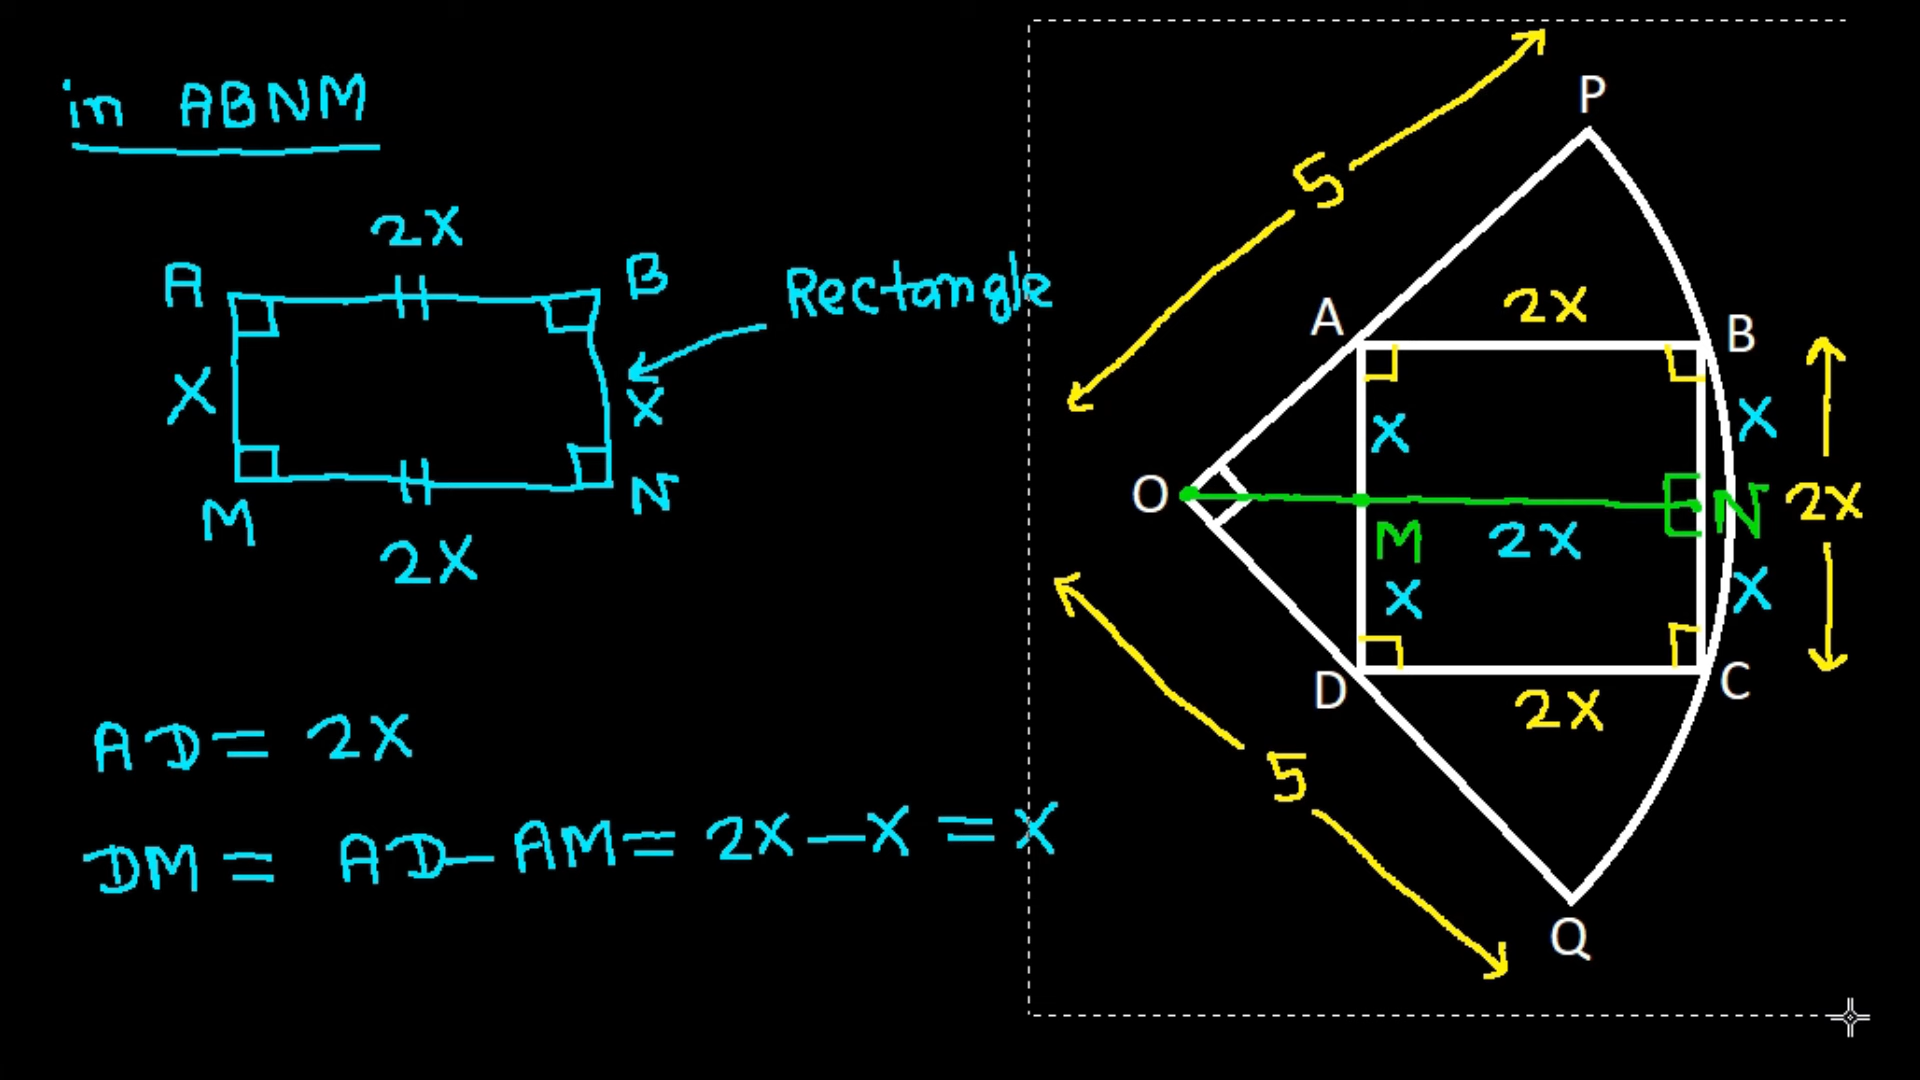 in ABNM
2X
A
B
Rectangle
X
X
M
N
2X
AD = 2X
DM = AD - AM = 2X - X = X
P
5
A
2X
B
X
X
O
M
2X
N
2X
X
X
D
2X
C
5
Q